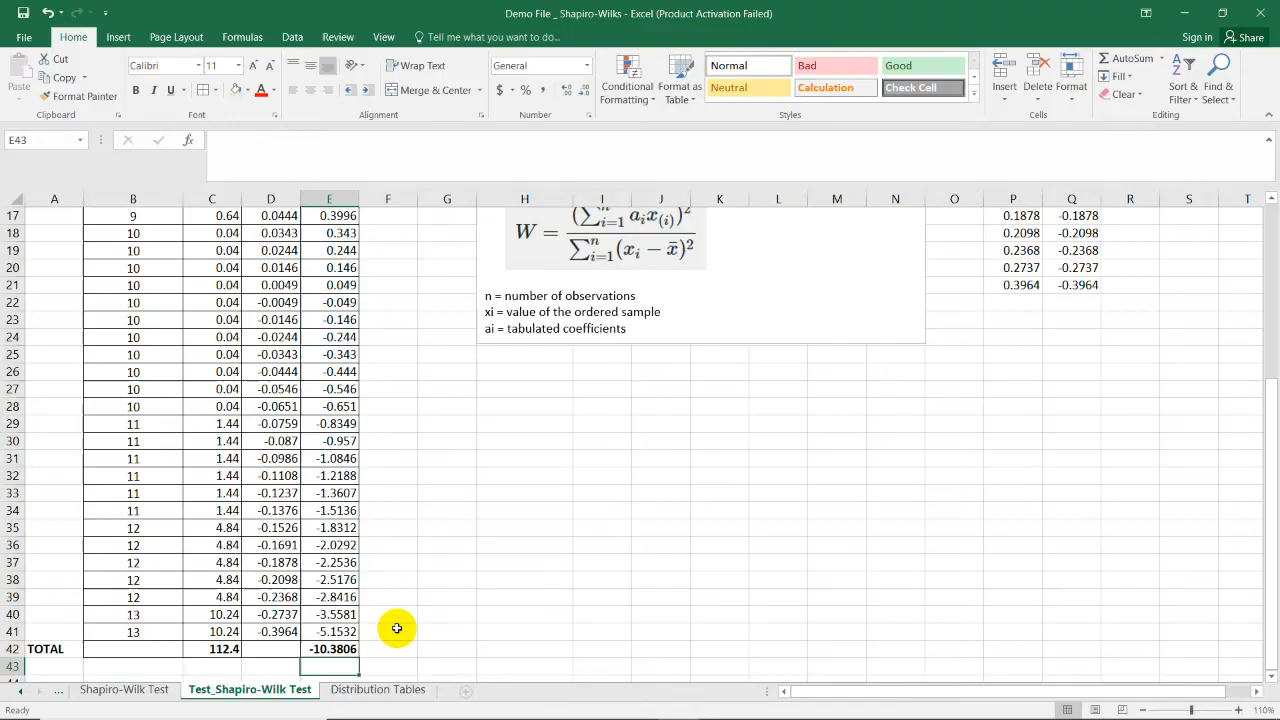 Demo File _ Shapiro-Wilks - Excel (Product Activation Failed)
File Home Insert Page Layout Formulas Data Review View Tell me what you want to do... Sign in Share
Cut
Copy
Format Painter
Paste
Calibri 11
B I U
Wrap Text
Merge & Center
General
$ % ,
Conditional Formatting
Format as Table
Normal Bad Good
Neutral Calculation Check Cell
Insert Delete Format
AutoSum
Fill
Clear
Sort & Filter
Find & Select
Clipboard Font Alignment Number Styles Cells Editing
E43 fx
A B C D E F G H I J K L M N O P Q R S T
17 9 0.64 0.0444 0.3996 0.1878 -0.1878
18 10 0.04 0.0343 0.343 0.2098 -0.2098
19 10 0.04 0.0244 0.244 0.2368 -0.2368
20 10 0.04 0.0146 0.146 0.2737 -0.2737
21 10 0.04 0.0049 0.049 0.3964 -0.3964
22 10 0.04 -0.0049 -0.049
23 10 0.04 -0.0146 -0.146
24 10 0.04 -0.0244 -0.244
25 10 0.04 -0.0343 -0.343
26 10 0.04 -0.0444 -0.444
27 10 0.04 -0.0546 -0.546
28 10 0.04 -0.0651 -0.651
29 11 1.44 -0.0759 -0.8349
30 11 1.44 -0.087 -0.957
31 11 1.44 -0.0986 -1.0846
32 11 1.44 -0.1108 -1.2188
33 11 1.44 -0.1237 -1.3607
34 11 1.44 -0.1376 -1.5136
35 12 4.84 -0.1526 -1.8312
36 12 4.84 -0.1691 -2.0292
37 12 4.84 -0.1878 -2.2536
38 12 4.84 -0.2098 -2.5176
39 12 4.84 -0.2368 -2.8416
40 13 10.24 -0.2737 -3.5581
41 13 10.24 -0.3964 -5.1532
42 TOTAL 112.4 -10.3806
43
W = (∑ⁿᵢ₌₁ aᵢx₍ᵢ₎)² / ∑ⁿᵢ₌₁(xᵢ − x̄)²
n = number of observations
xi = value of the ordered sample
ai = tabulated coefficients
... Shapiro-Wilk Test Test_Shapiro-Wilk Test Distribution Tables
Ready 110%